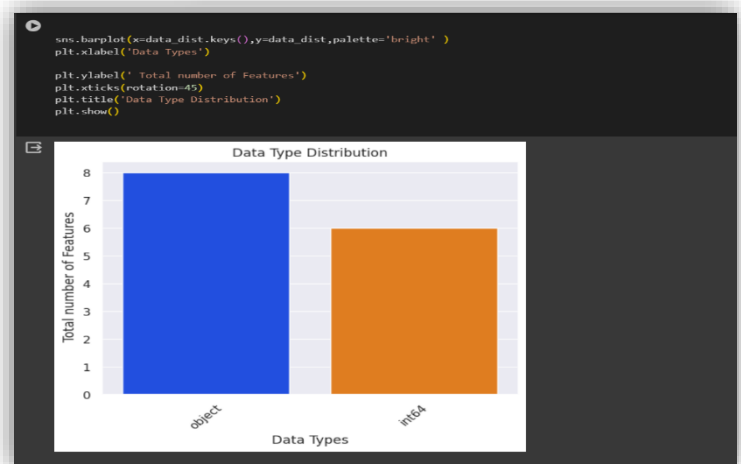 sns.barplot(x=data_dist.keys(),y=data_dist,palette='bright' )
plt.xlabel('Data Types')
plt.ylabel(' Total number of Features')
plt.xticks(rotation=45)
plt.title('Data Type Distribution')
plt.show()
Data Type Distribution
Total number of Features
8
7
6
5
4
3
2
1
0
object
int64
Data Types